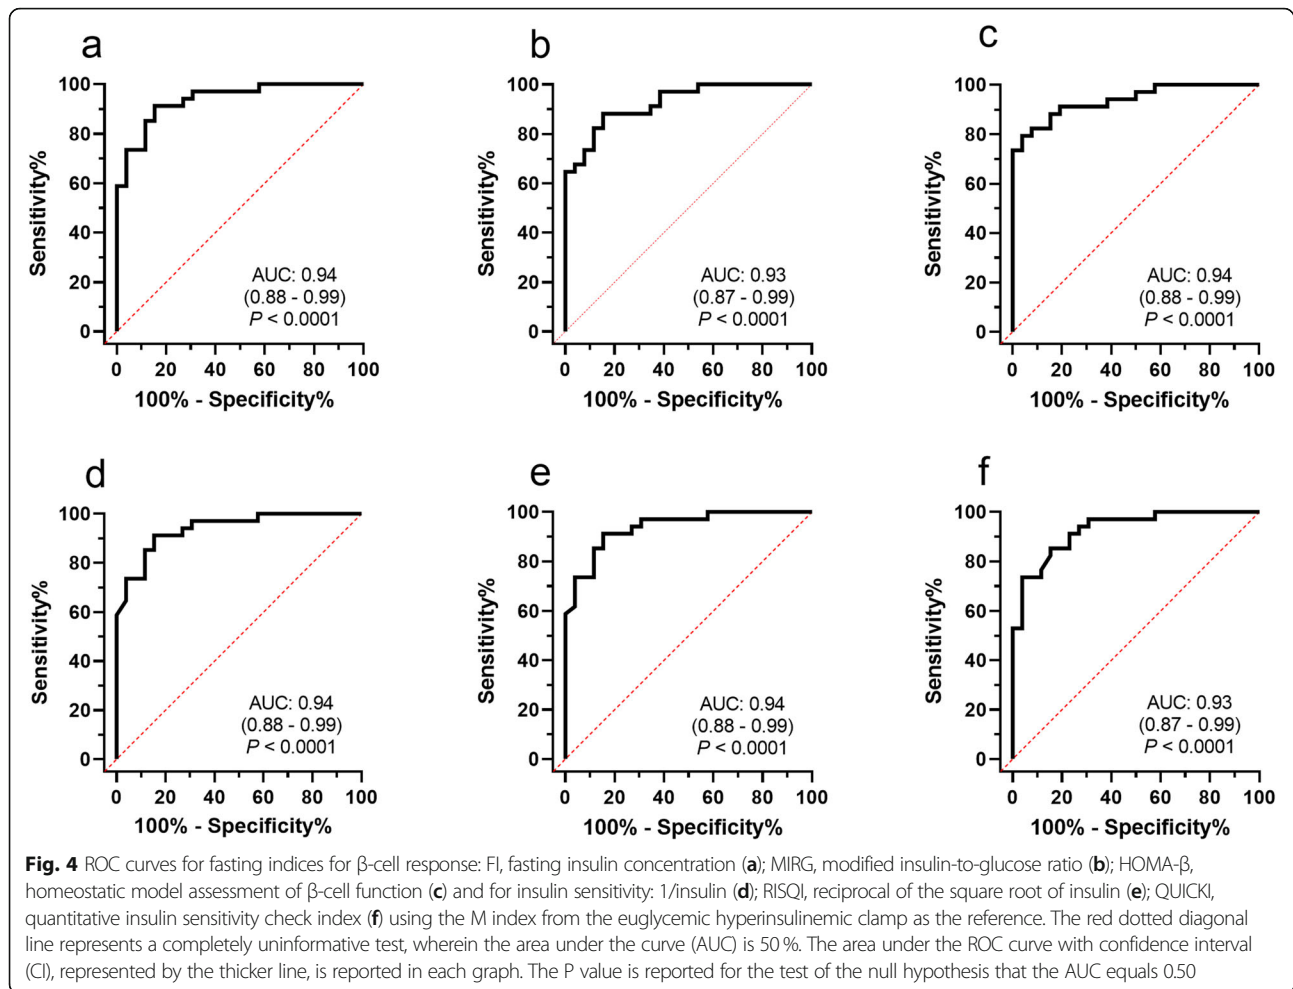 a
100
80
60
40
20
0
Sensitivity%
AUC: 0.94
(0.88 - 0.99)
P < 0.0001
0 20 40 60 80 100
100% - Specificity%
b
100
80
60
40
20
0
Sensitivity%
AUC: 0.93
(0.87 - 0.99)
P < 0.0001
0 20 40 60 80 100
100% - Specificity%
c
100
80
60
40
20
0
Sensitivity%
AUC: 0.94
(0.88 - 0.99)
P < 0.0001
0 20 40 60 80 100
100% - Specificity%
d
100
80
60
40
20
0
Sensitivity%
AUC: 0.94
(0.88 - 0.99)
P < 0.0001
0 20 40 60 80 100
100% - Specificity%
e
100
80
60
40
20
0
Sensitivity%
AUC: 0.94
(0.88 - 0.99)
P < 0.0001
0 20 40 60 80 100
100% - Specificity%
f
100
80
60
40
20
0
Sensitivity%
AUC: 0.93
(0.87 - 0.99)
P < 0.0001
0 20 40 60 80 100
100% - Specificity%
Fig. 4 ROC curves for fasting indices for β-cell response: FI, fasting insulin concentration (a); MIRG, modified insulin-to-glucose ratio (b); HOMA-β,
homeostatic model assessment of β-cell function (c) and for insulin sensitivity: 1/insulin (d); RISQI, reciprocal of the square root of insulin (e); QUICKI,
quantitative insulin sensitivity check index (f) using the M index from the euglycemic hyperinsulinemic clamp as the reference. The red dotted diagonal
line represents a completely uninformative test, wherein the area under the curve (AUC) is 50 %. The area under the ROC curve with confidence interval
(CI), represented by the thicker line, is reported in each graph. The P value is reported for the test of the null hypothesis that the AUC equals 0.50